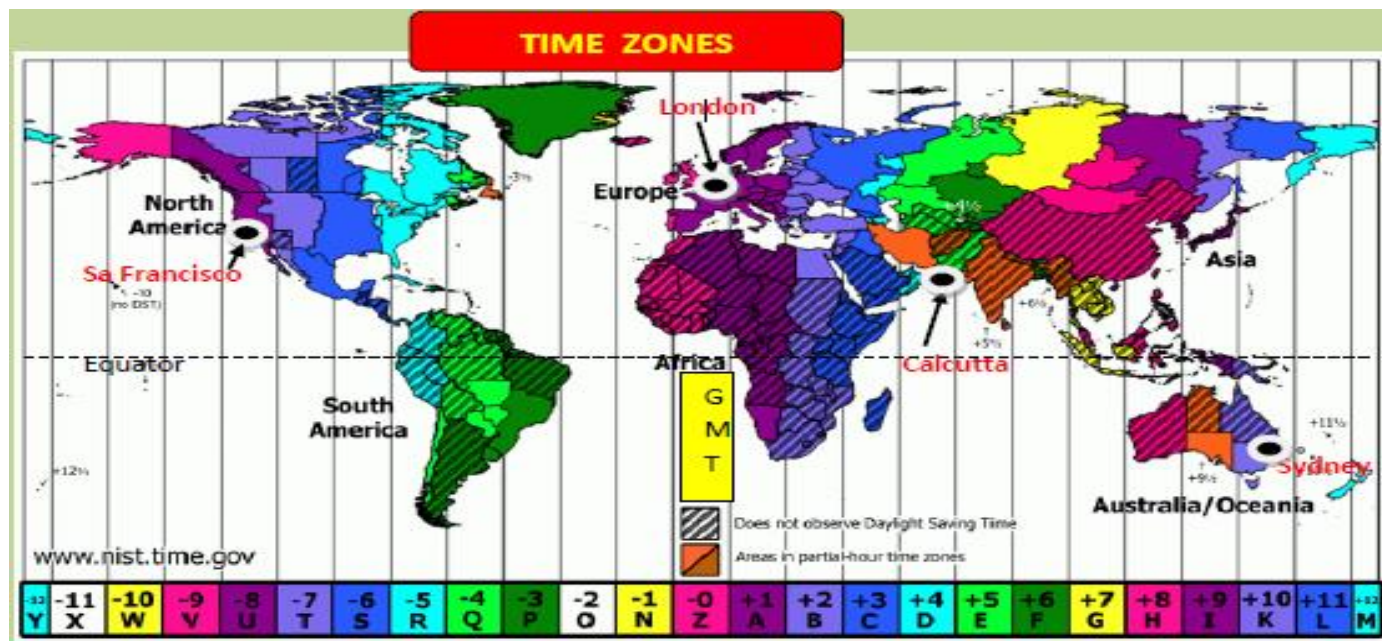 TIME ZONES
London
Europe
North
America
Sa Francisco
-10
(no DST)
-3½
+4½
Asia
+6½
+5½
Equator
Africa
Calcutta
G
M
T
South
America
+12½
+11½
Sydney
+9½
Australia/Oceania
Does not observe Daylight Saving Time
Areas in partial-hour time zones
www.nist.time.gov
-12 -11 -10 -9 -8 -7 -6 -5 -4 -3 -2 -1 -0 +1 +2 +3 +4 +5 +6 +7 +8 +9 +10 +11 +12
Y X W V U T S R Q P O N Z A B C D E F G H I K L M